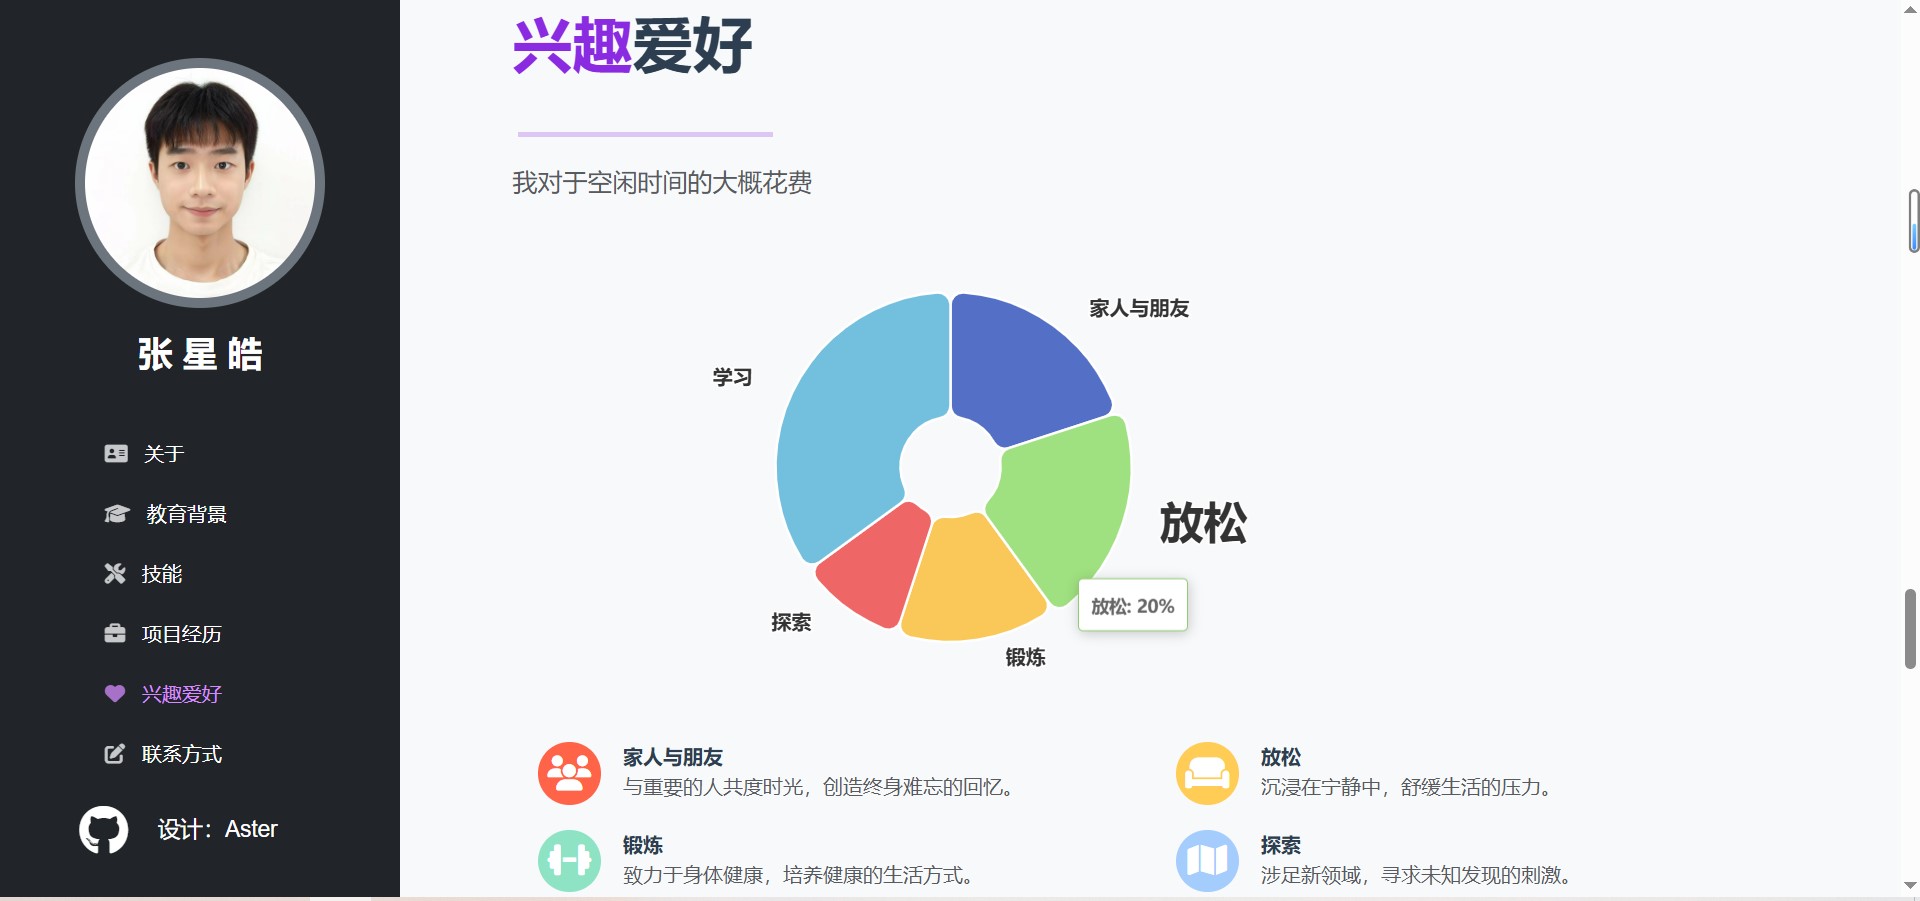 张 星 皓
关于
教育背景
技能
项目经历
兴趣爱好
联系方式
设计：Aster
兴趣爱好
我对于空闲时间的大概花费
家人与朋友
学习
放松
放松: 20%
探索
锻炼
家人与朋友
与重要的人共度时光，创造终身难忘的回忆。
放松
沉浸在宁静中，舒缓生活的压力。
锻炼
致力于身体健康，培养健康的生活方式。
探索
涉足新领域，寻求未知发现的刺激。